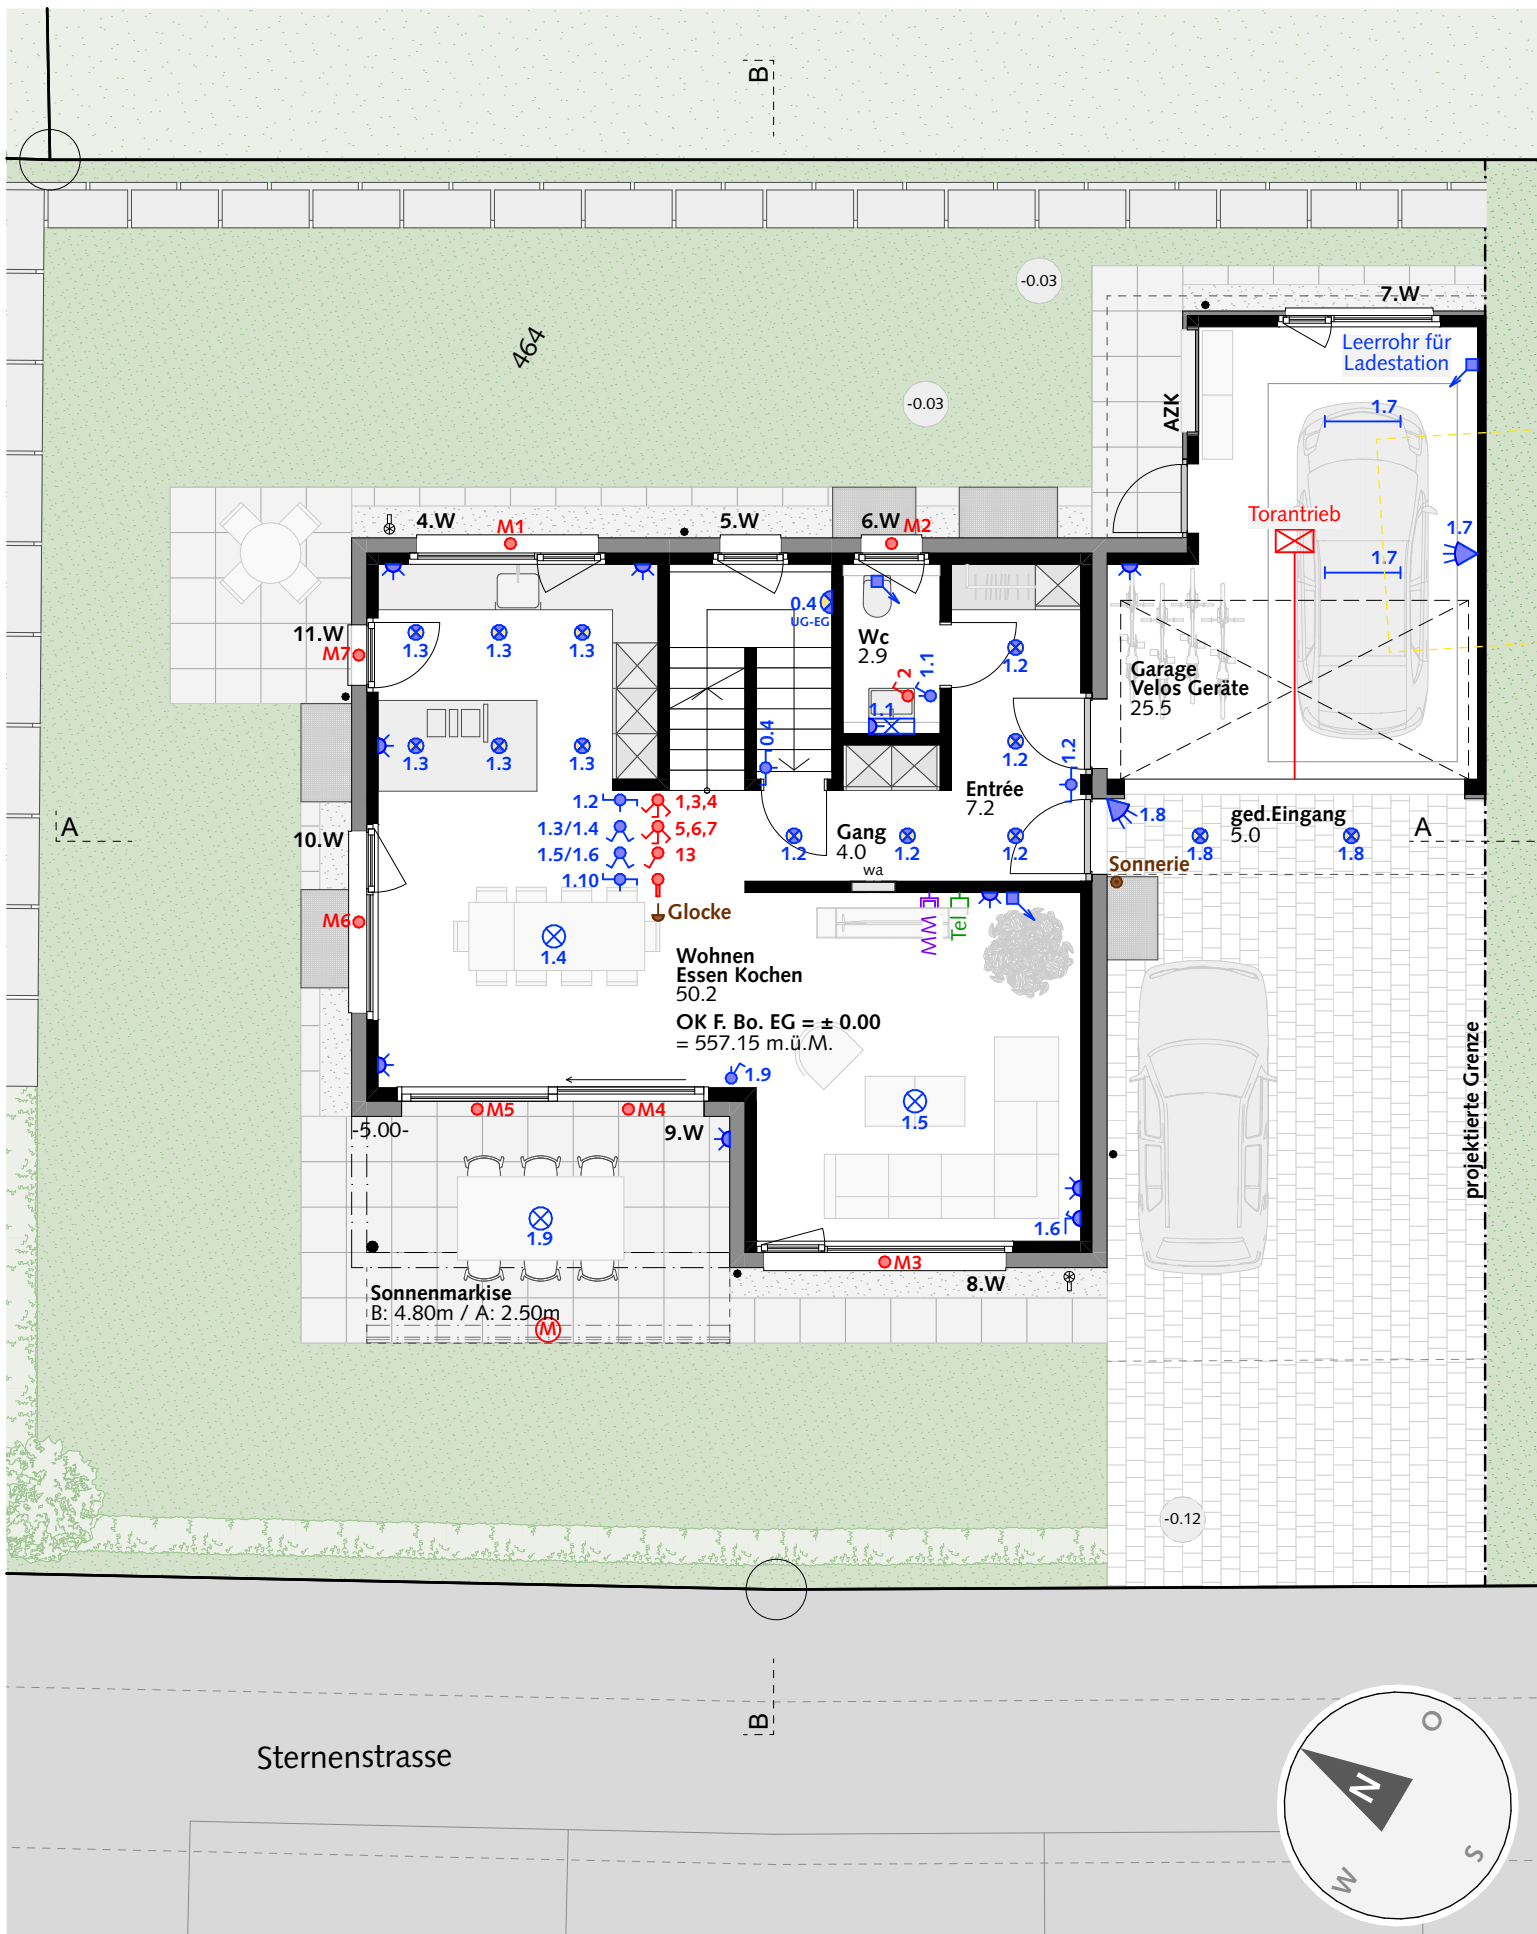 B
-0.03
7.W
464
Leerrohr für
Ladestation
-0.03
AZK
1.7
Torantrieb
4.W
M1
5.W
6.W
M2
1.7
1.7
0.4
UG-EG
11.W
M7
1.3
1.3
1.3
Wc
2.9
2
1.1
1.2
Garage
Velos Geräte
25.5
1.1
0.4
1.3
1.3
1.3
1.2
1.2
Entrée
7.2
1.2
1,3,4
1.3/1.4
5,6,7
1.5/1.6
13
1.10
A
10.W
Gang
4.0
wa
1.2
1.2
1.2
1.8
ged.Eingang
5.0
1.8
1.8
A
Sonnerie
M6
Glocke
WW
Tel
1.4
Wohnen
Essen Kochen
50.2
OK F. Bo. EG = ± 0.00
= 557.15 m.ü.M.
1.9
M5
M4
1.5
-5.00-
9.W
projektierte Grenze
1.9
1.6
M3
8.W
Sonnenmarkise
B: 4.80m / A: 2.50m
M
-0.12
B
Sternenstrasse
O
N
S
W